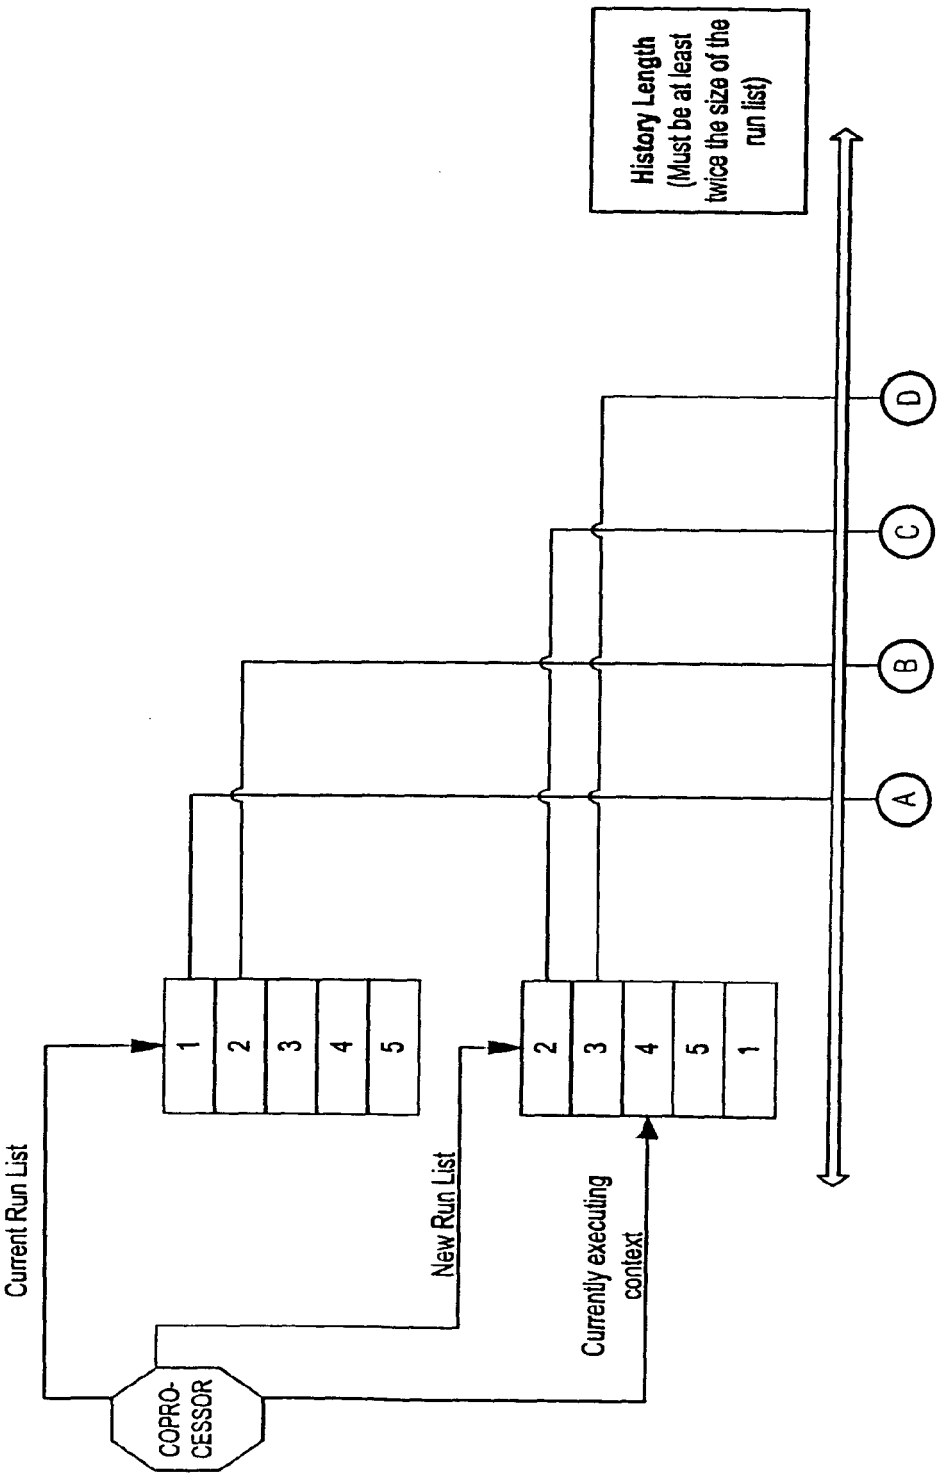 Current Run List
COPRO-
CESSOR
1
2
3
4
5
New Run List
2
3
4
5
1
Currently executing
context
History Length
(Must be at least
twice the size of the
run list)
A
B
C
D